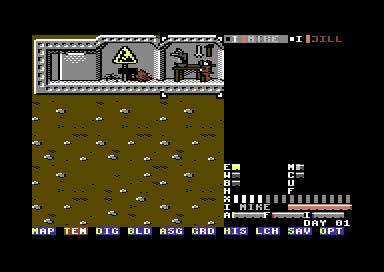 I MIKE I JILL
E M
W C
B U
H F
X
I MIKE
A F I
DAY 01
MAP TEM DIG BLD ASG GRD HIS LCH SAV OPT